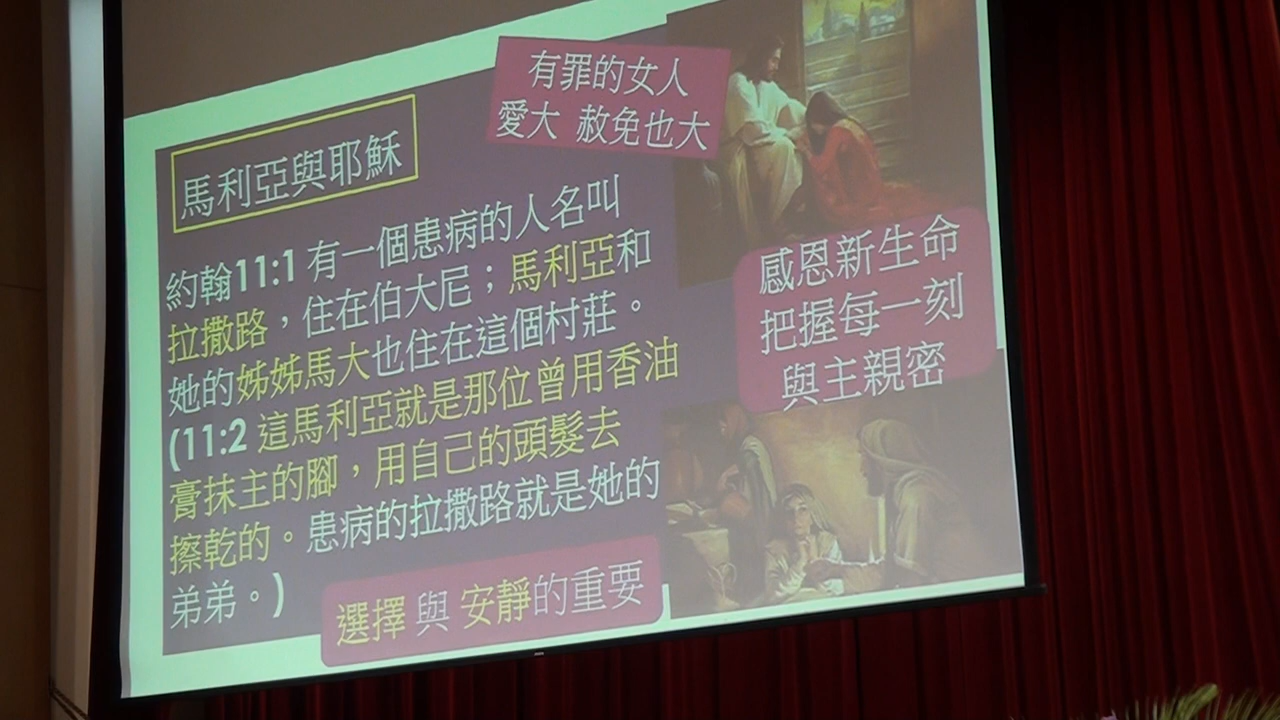 有罪的女人
愛大 赦免也大
馬利亞與耶穌
約翰11:1 有一個患病的人名叫
拉撒路，住在伯大尼；馬利亞和
她的姊姊馬大也住在這個村莊。
(11:2 這馬利亞就是那位曾用香油
膏抹主的腳，用自己的頭髮去
擦乾的。患病的拉撒路就是她的
弟弟。)
感恩新生命
把握每一刻
與主親密
選擇 與 安靜的重要